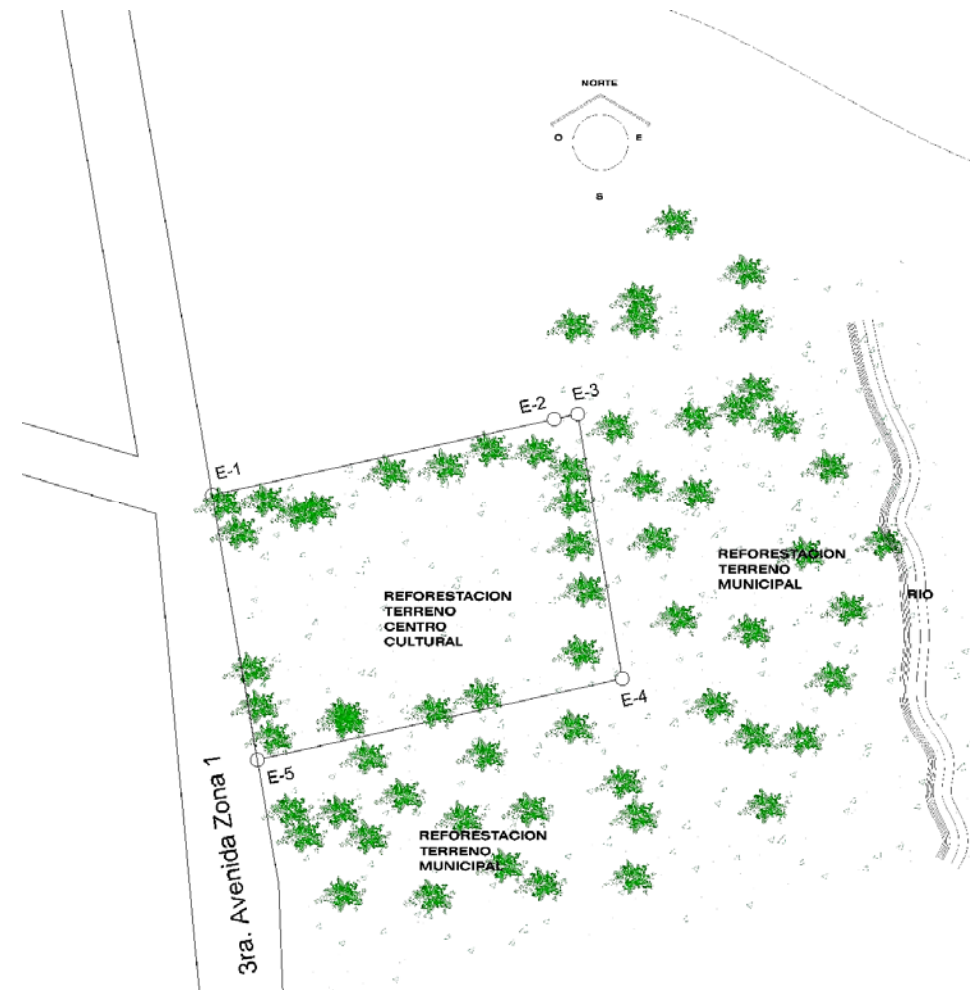 NORTE
O
E
S
E-3
E-2
E-1
REFORESTACION
TERRENO
MUNICIPAL
REFORESTACION
TERRENO
CENTRO
CULTURAL
RIO
E-4
E-5
3ra. Avenida Zona 1
REFORESTACION
TERRENO
MUNICIPAL